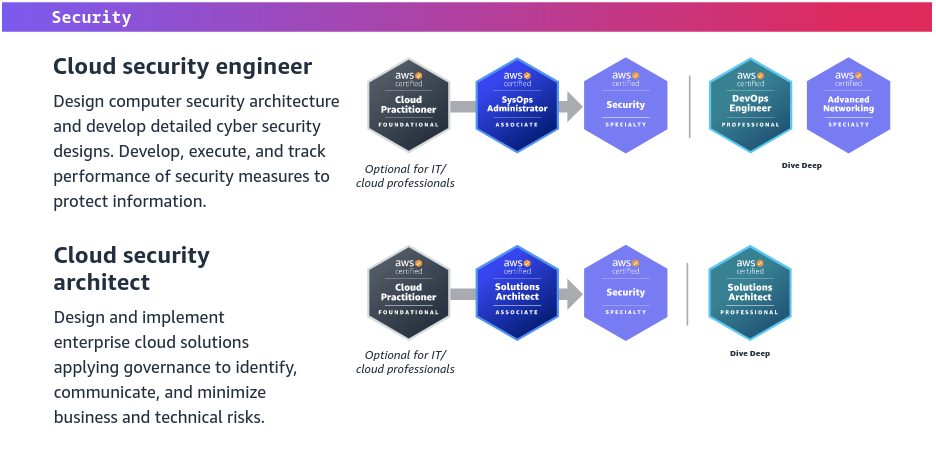 Security
Cloud security engineer
Design computer security architecture
and develop detailed cyber security
designs. Develop, execute, and track
performance of security measures to
protect information.
aws
certified
Cloud
Practitioner
FOUNDATIONAL
Optional for IT/
cloud professionals
aws
certified
SysOps
Administrator
ASSOCIATE
aws
certified
Security
SPECIALTY
aws
certified
DevOps
Engineer
PROFESSIONAL
aws
certified
Advanced
Networking
SPECIALTY
Dive Deep
Cloud security
architect
Design and implement
enterprise cloud solutions
applying governance to identify,
communicate, and minimize
business and technical risks.
aws
certified
Cloud
Practitioner
FOUNDATIONAL
Optional for IT/
cloud professionals
aws
certified
Solutions
Architect
ASSOCIATE
aws
certified
Security
SPECIALTY
aws
certified
Solutions
Architect
PROFESSIONAL
Dive Deep